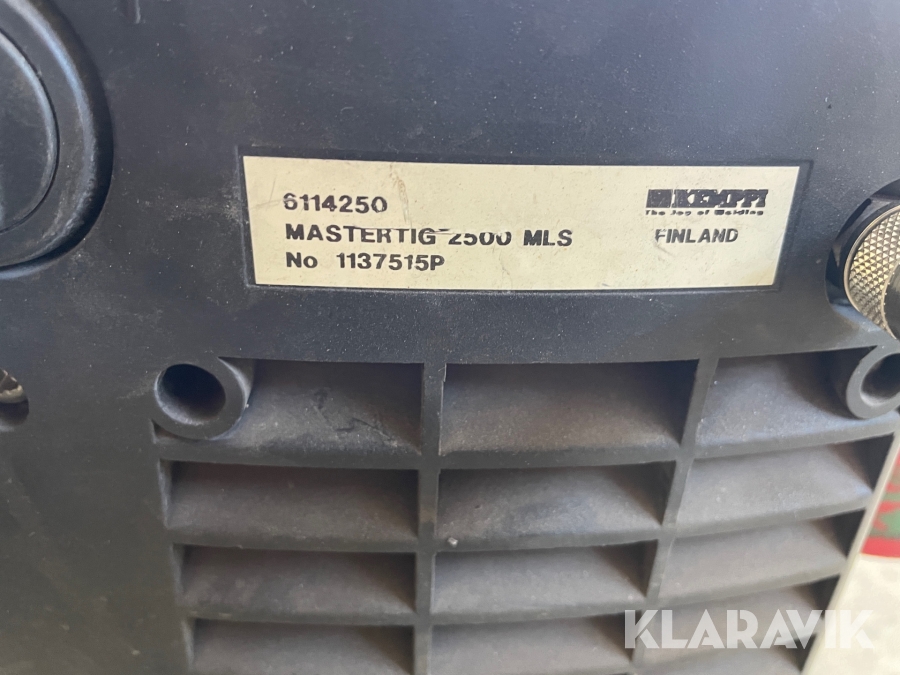 6114250
MASTERTIG 2500 MLS
No 1137515P
KEMPPI
The Joy of Welding
FINLAND
KLARAVIK